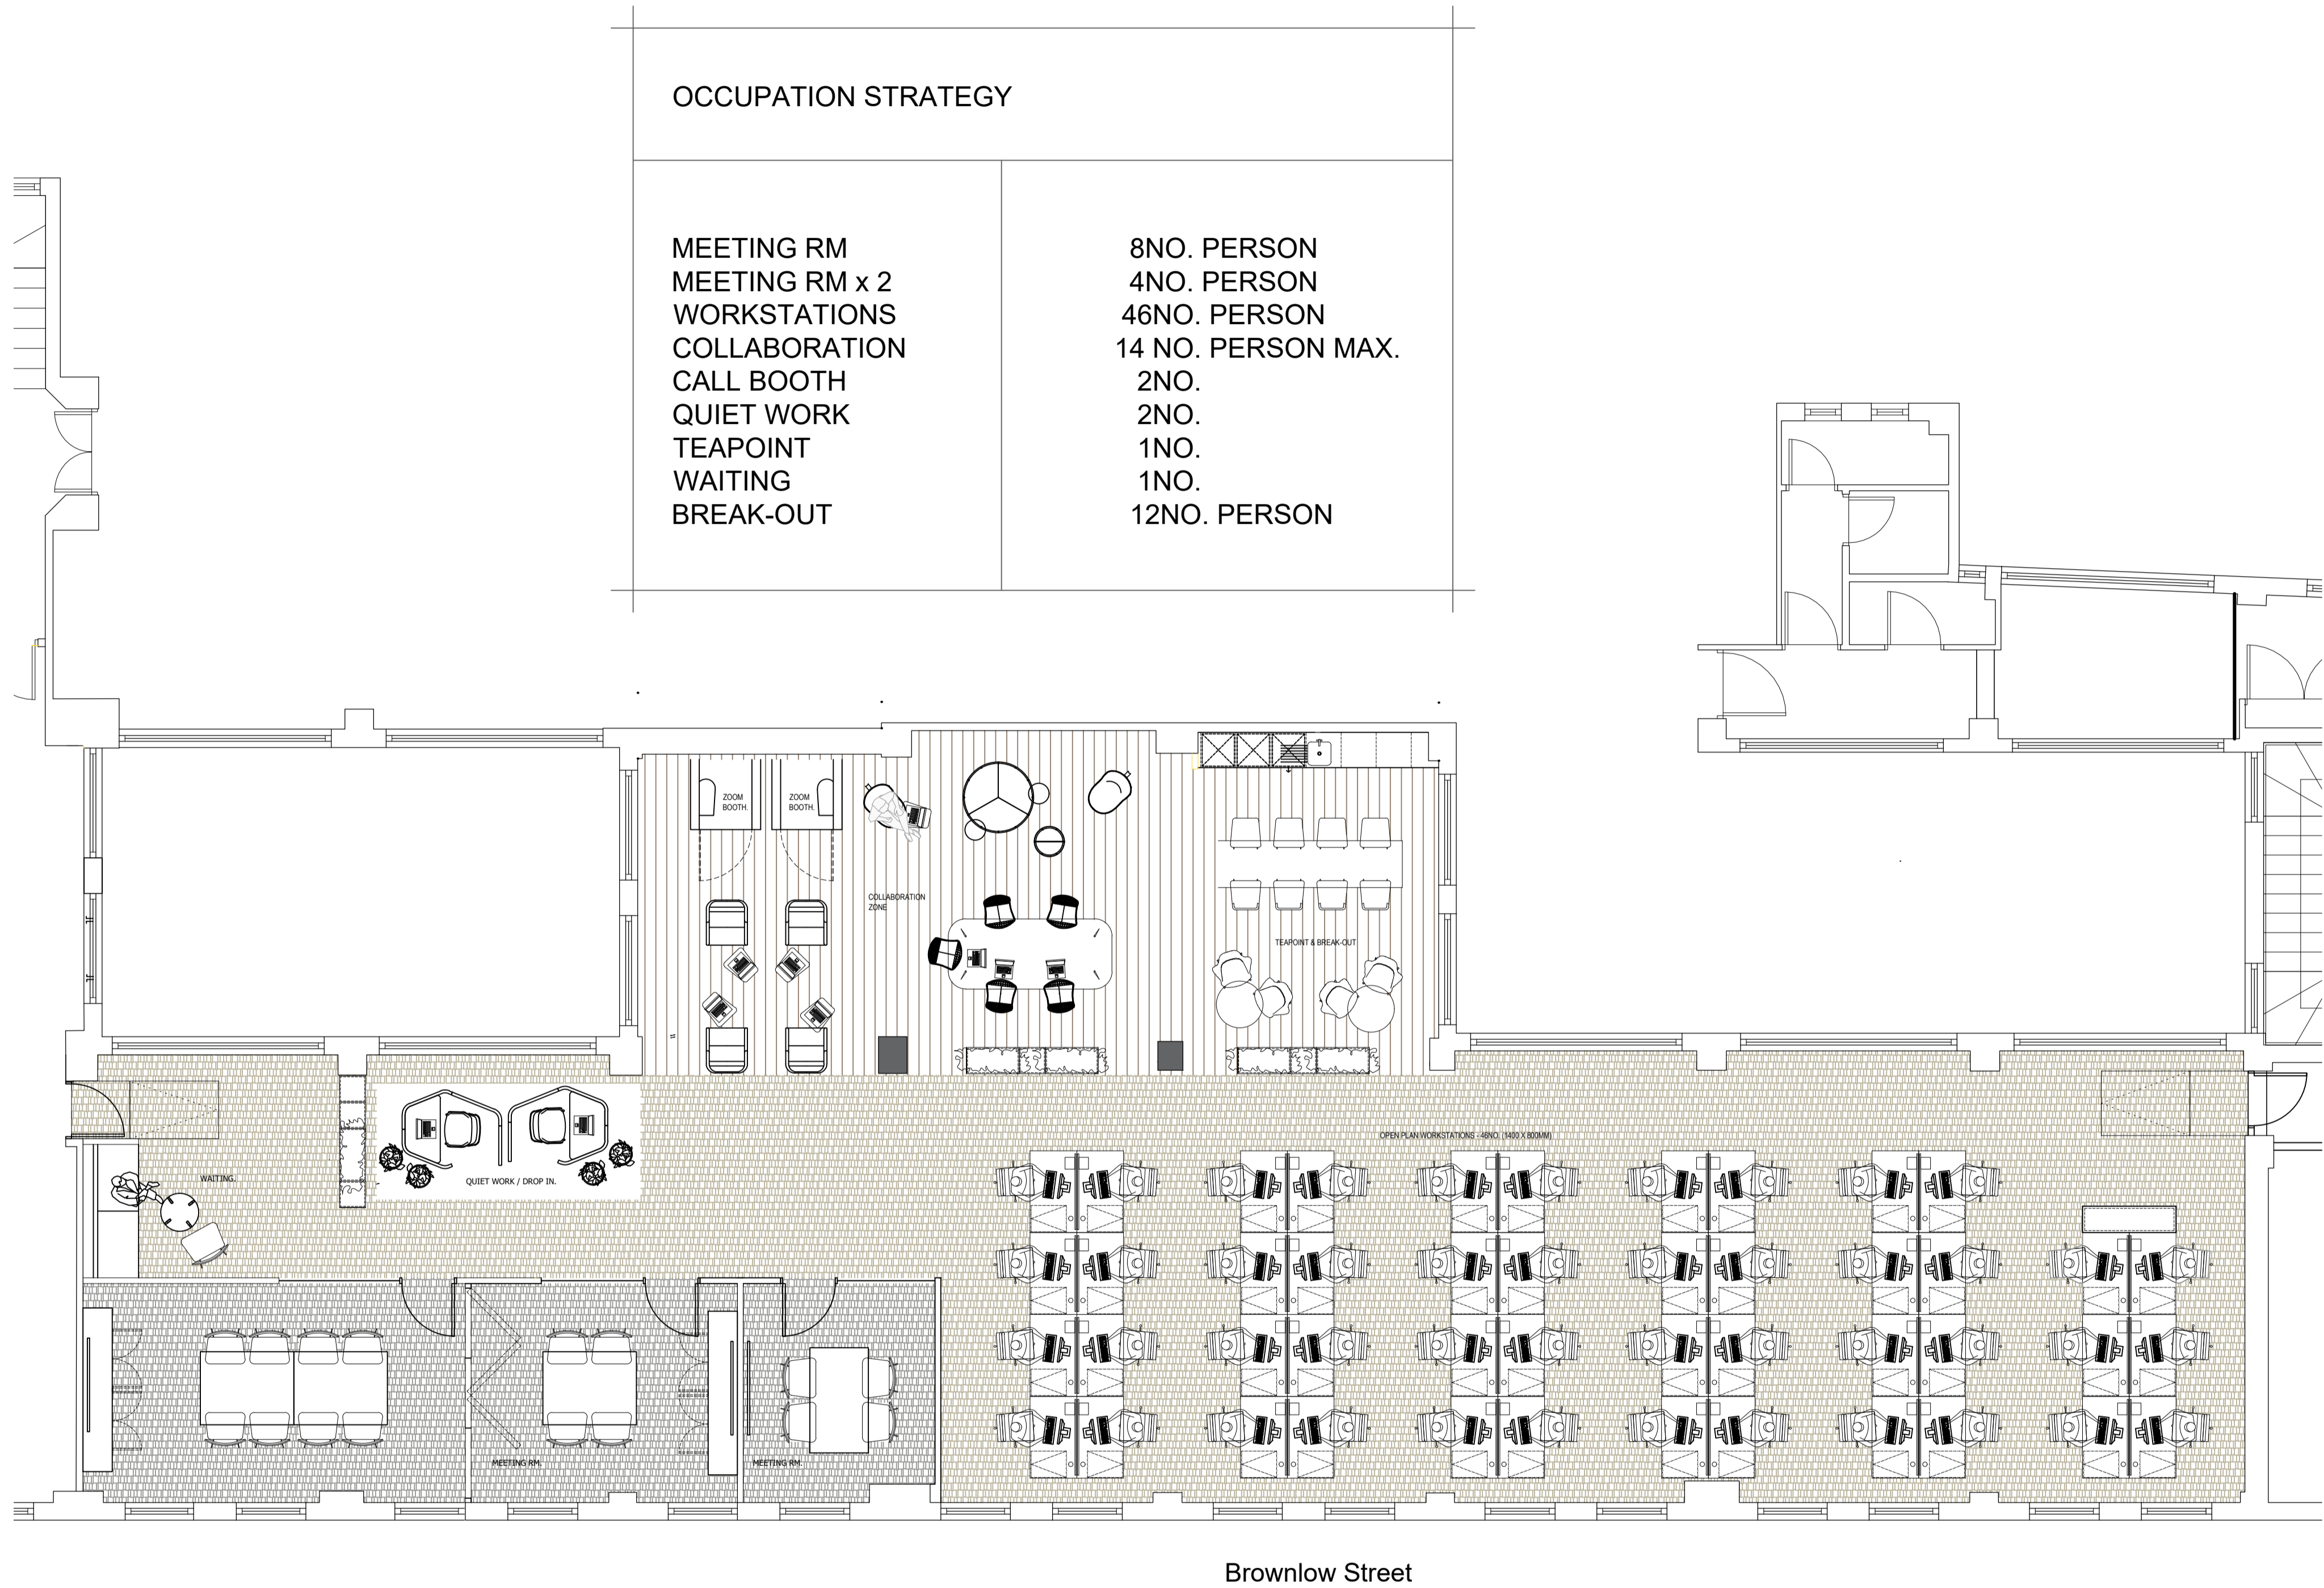 OCCUPATION STRATEGY
MEETING RM 8NO. PERSON
MEETING RM x 2 4NO. PERSON
WORKSTATIONS 46NO. PERSON
COLLABORATION 14 NO. PERSON MAX.
CALL BOOTH 2NO.
QUIET WORK 2NO.
TEAPOINT 1NO.
WAITING 1NO.
BREAK-OUT 12NO. PERSON
ZOOM
BOOTH.
ZOOM
BOOTH.
COLLABORATION
ZONE
TEAPOINT & BREAK-OUT
OPEN PLAN WORKSTATIONS - 46NO. (1400 X 800MM)
WAITING.
QUIET WORK / DROP IN.
MEETING RM.
MEETING RM.
Brownlow Street